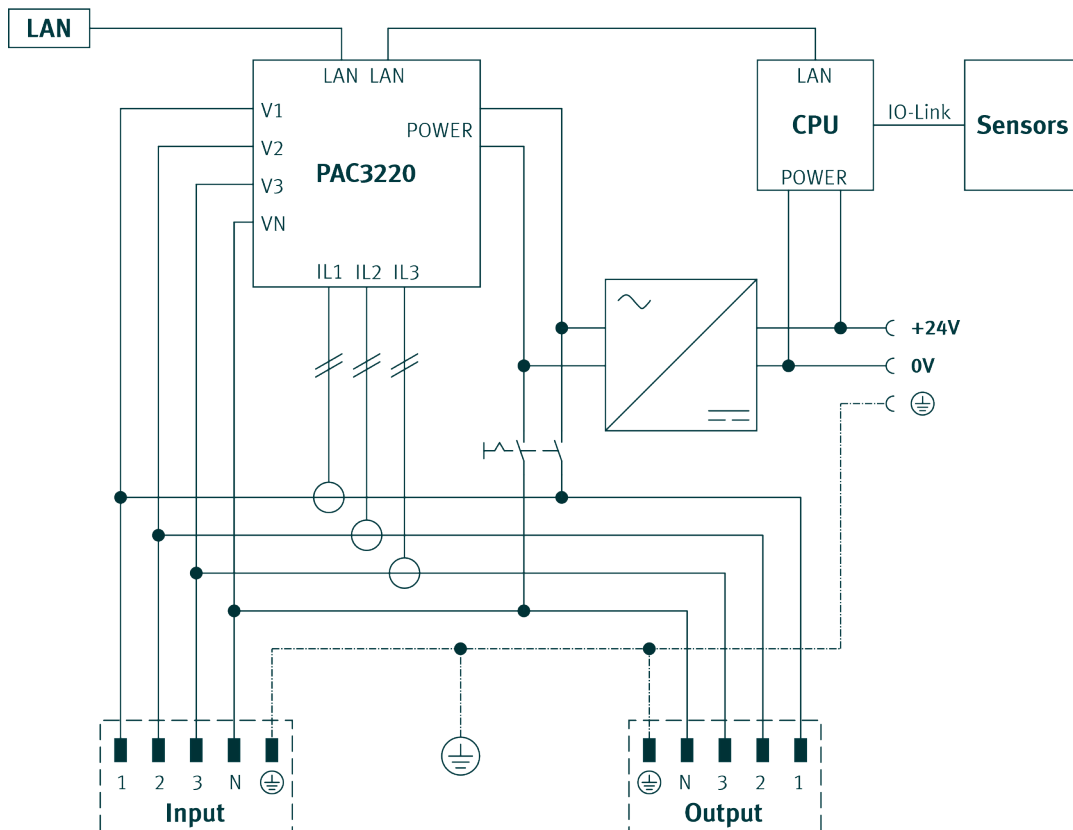 LAN
LAN LAN
V1
V2
V3
VN
POWER
PAC3220
IL1 IL2 IL3
LAN
CPU
POWER
IO-Link
Sensors
+24V
0V
1 2 3 N
Input
N 3 2 1
Output